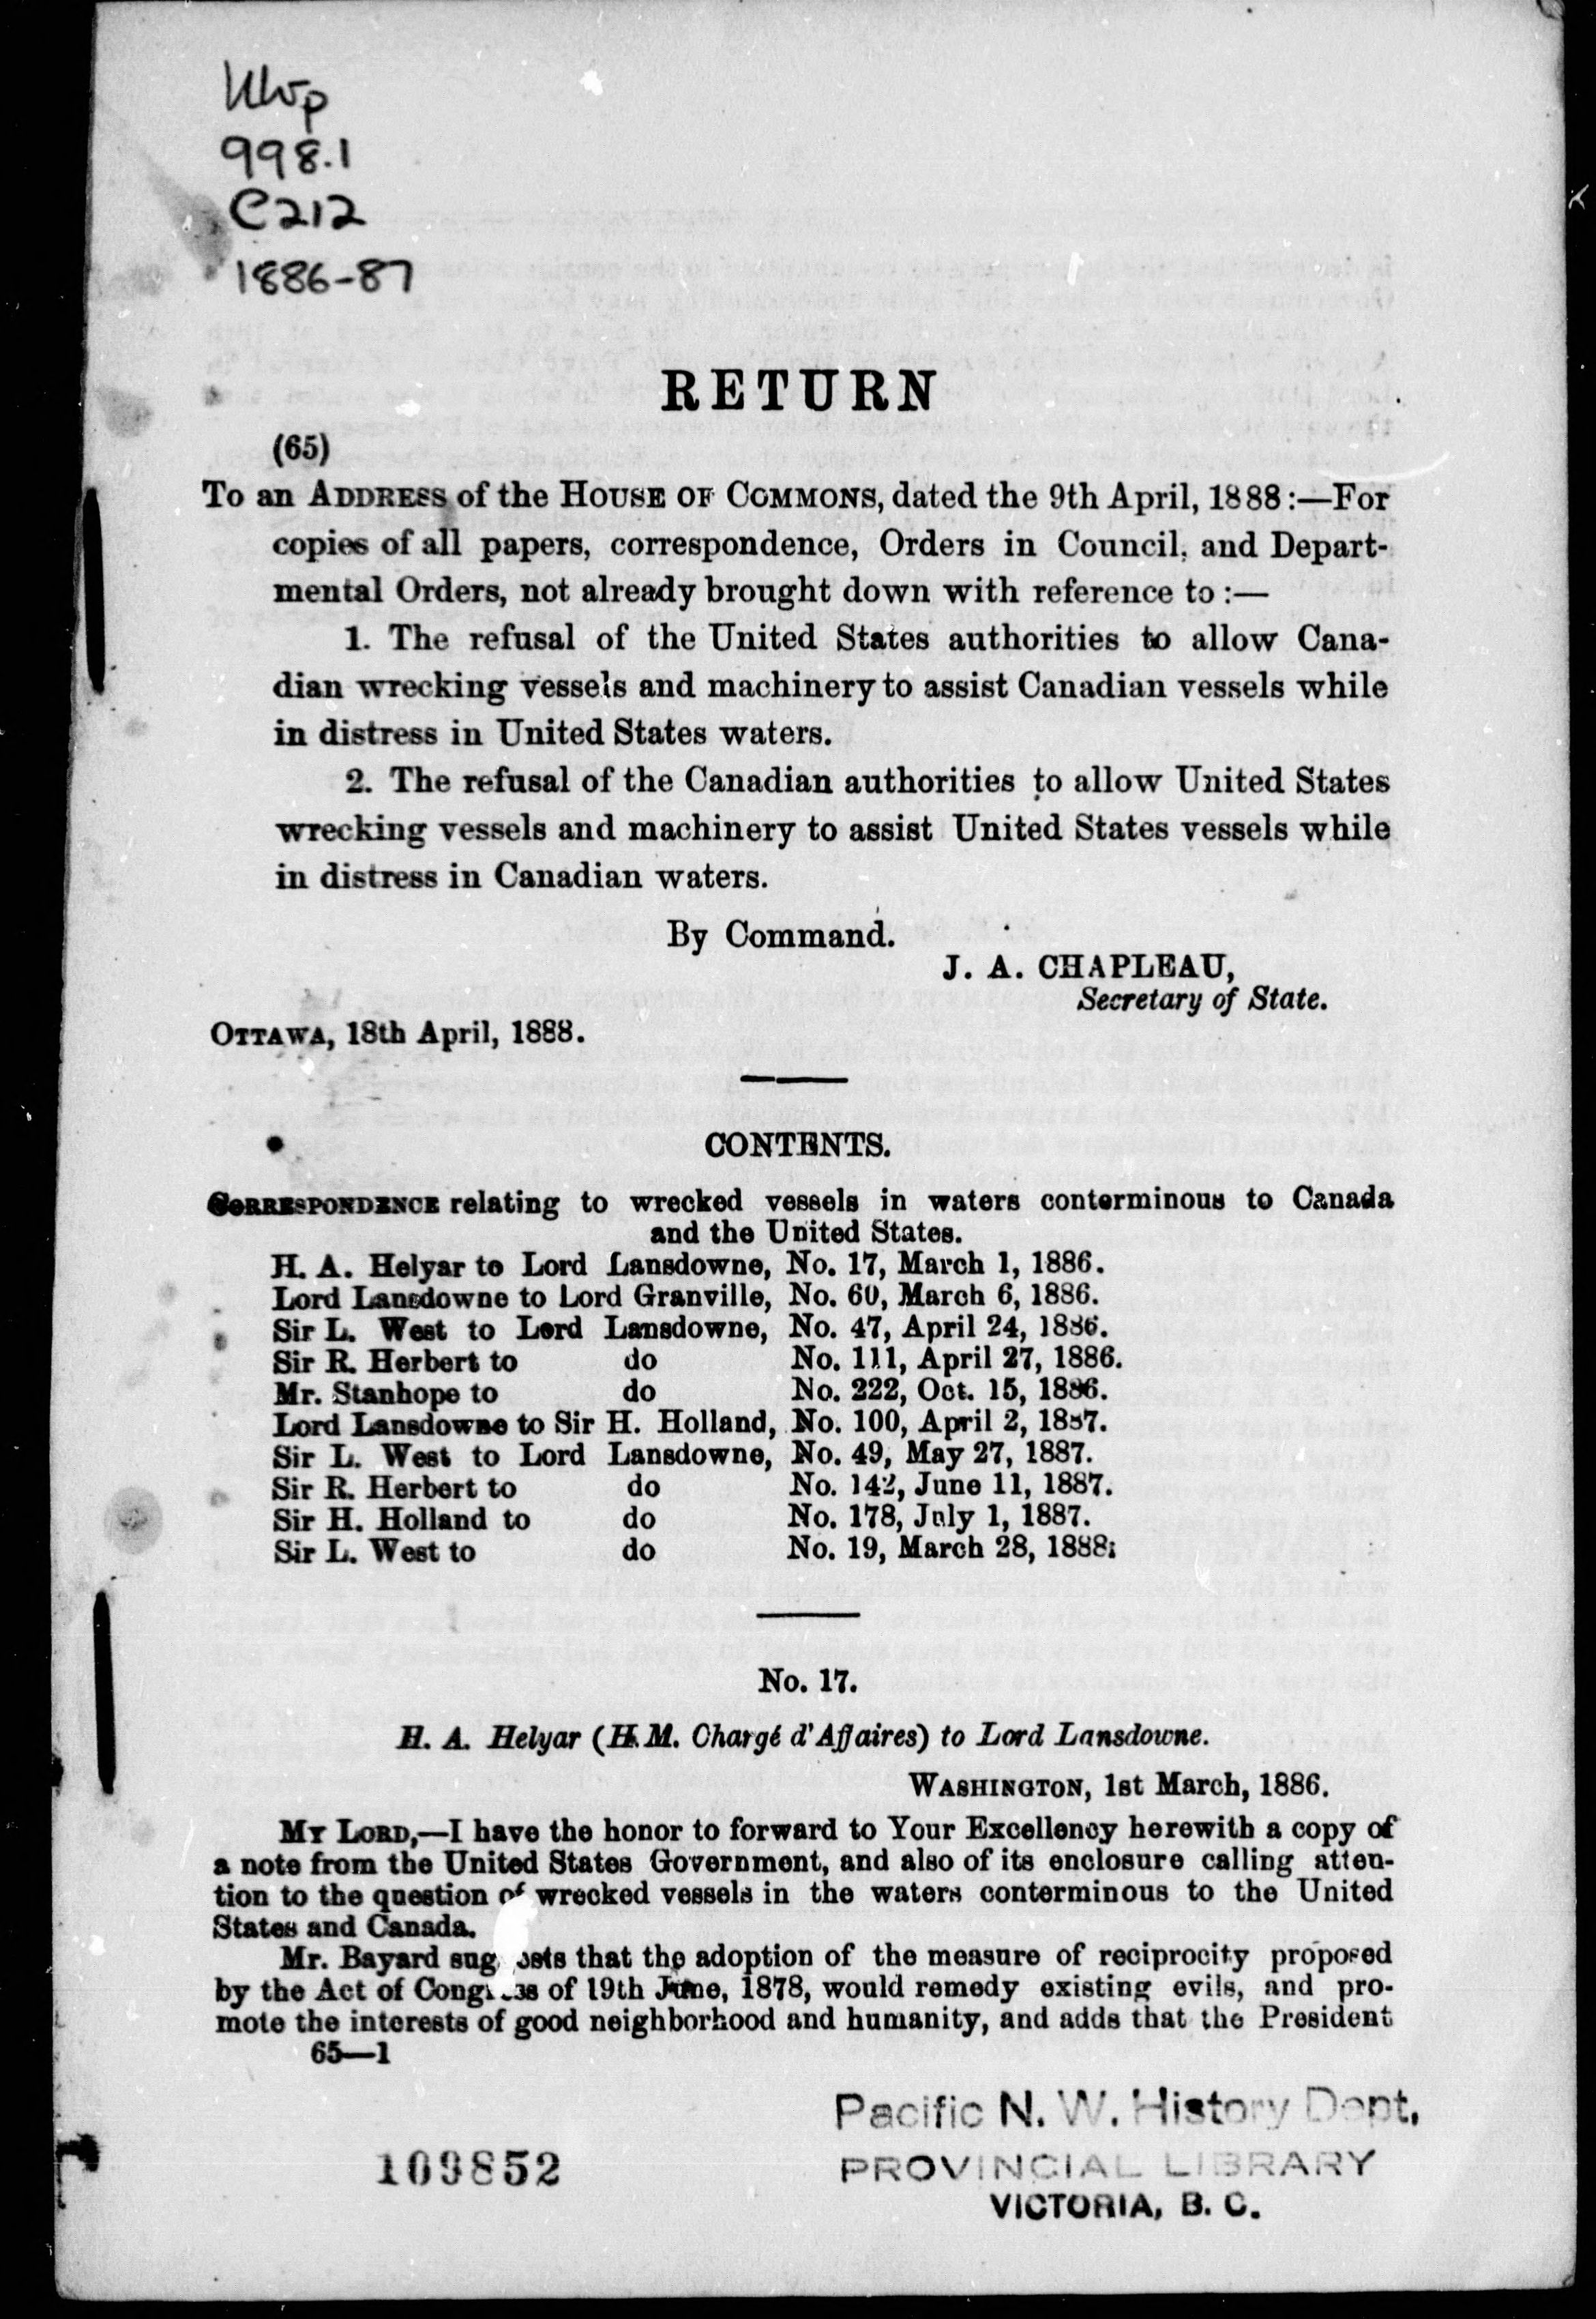 NWp
998.1
C212
1886-87
RETURN
(65)
To an ADDRESS of the HOUSE OF COMMONS, dated the 9th April, 1888:—For
copies of all papers, correspondence, Orders in Council, and Depart-
mental Orders, not already brought down with reference to :—
1. The refusal of the United States authorities to allow Cana-
dian wrecking vessels and machinery to assist Canadian vessels while
in distress in United States waters.
2. The refusal of the Canadian authorities to allow United States
wrecking vessels and machinery to assist United States vessels while
in distress in Canadian waters.
By Command.
J. A. CHAPLEAU,
Secretary of State.
OTTAWA, 18th April, 1888.
CONTENTS.
CORRESPONDENCE relating to wrecked vessels in waters conterminous to Canada
and the United States.
H. A. Helyar to Lord Lansdowne, No. 17, March 1, 1886.
Lord Lansdowne to Lord Granville, No. 60, March 6, 1886.
Sir L. West to Lord Lansdowne, No. 47, April 24, 1886.
Sir R. Herbert to do No. 111, April 27, 1886.
Mr. Stanhope to do No. 222, Oct. 15, 1886.
Lord Lansdowne to Sir H. Holland, No. 100, April 2, 1887.
Sir L. West to Lord Lansdowne, No. 49, May 27, 1887.
Sir R. Herbert to do No. 142, June 11, 1887.
Sir H. Holland to do No. 178, July 1, 1887.
Sir L. West to do No. 19, March 28, 1888.
No. 17.
H. A. Helyar (H. M. Chargé d'Affaires) to Lord Lansdowne.
WASHINGTON, 1st March, 1886.
MY LORD,—I have the honor to forward to Your Excellency herewith a copy of
a note from the United States Government, and also of its enclosure calling atten-
tion to the question of wrecked vessels in the waters conterminous to the United
States and Canada.
Mr. Bayard suggests that the adoption of the measure of reciprocity proposed
by the Act of Congress of 19th June, 1878, would remedy existing evils, and pro-
mote the interests of good neighborhood and humanity, and adds that the President
65—1
Pacific N. W. History Dept.
PROVINCIAL LIBRARY
VICTORIA, B. C.
109852